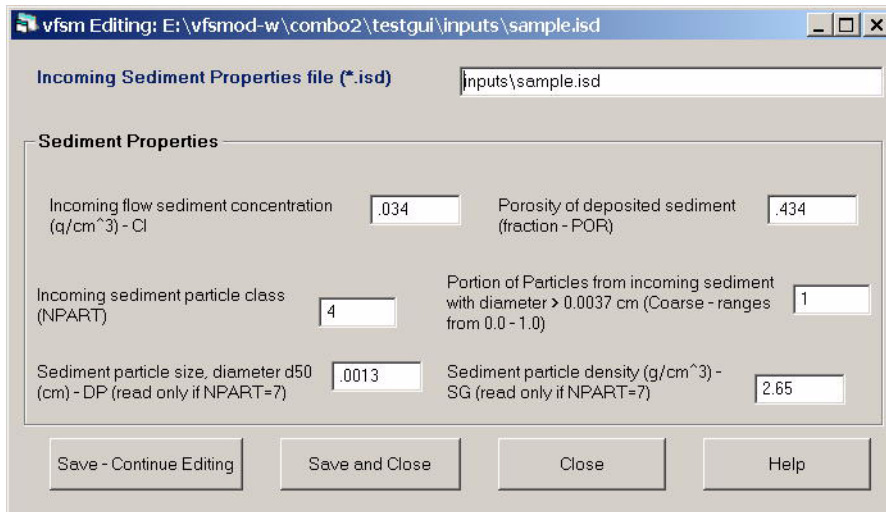 vfsm Editing: E:\vfsmod-w\combo2\testgui\inputs\sample.isd
Incoming Sediment Properties file (*.isd)
inputs\sample.isd
Sediment Properties
Incoming flow sediment concentration
(g/cm^3) - CI
.034
Porosity of deposited sediment
(fraction - POR)
.434
Incoming sediment particle class
(NPART)
4
Portion of Particles from incoming sediment
with diameter > 0.0037 cm (Coarse - ranges
from 0.0 - 1.0)
1
Sediment particle size, diameter d50
(cm) - DP (read only if NPART=7)
.0013
Sediment particle density (g/cm^3) -
SG (read only if NPART=7)
2.65
Save - Continue Editing
Save and Close
Close
Help